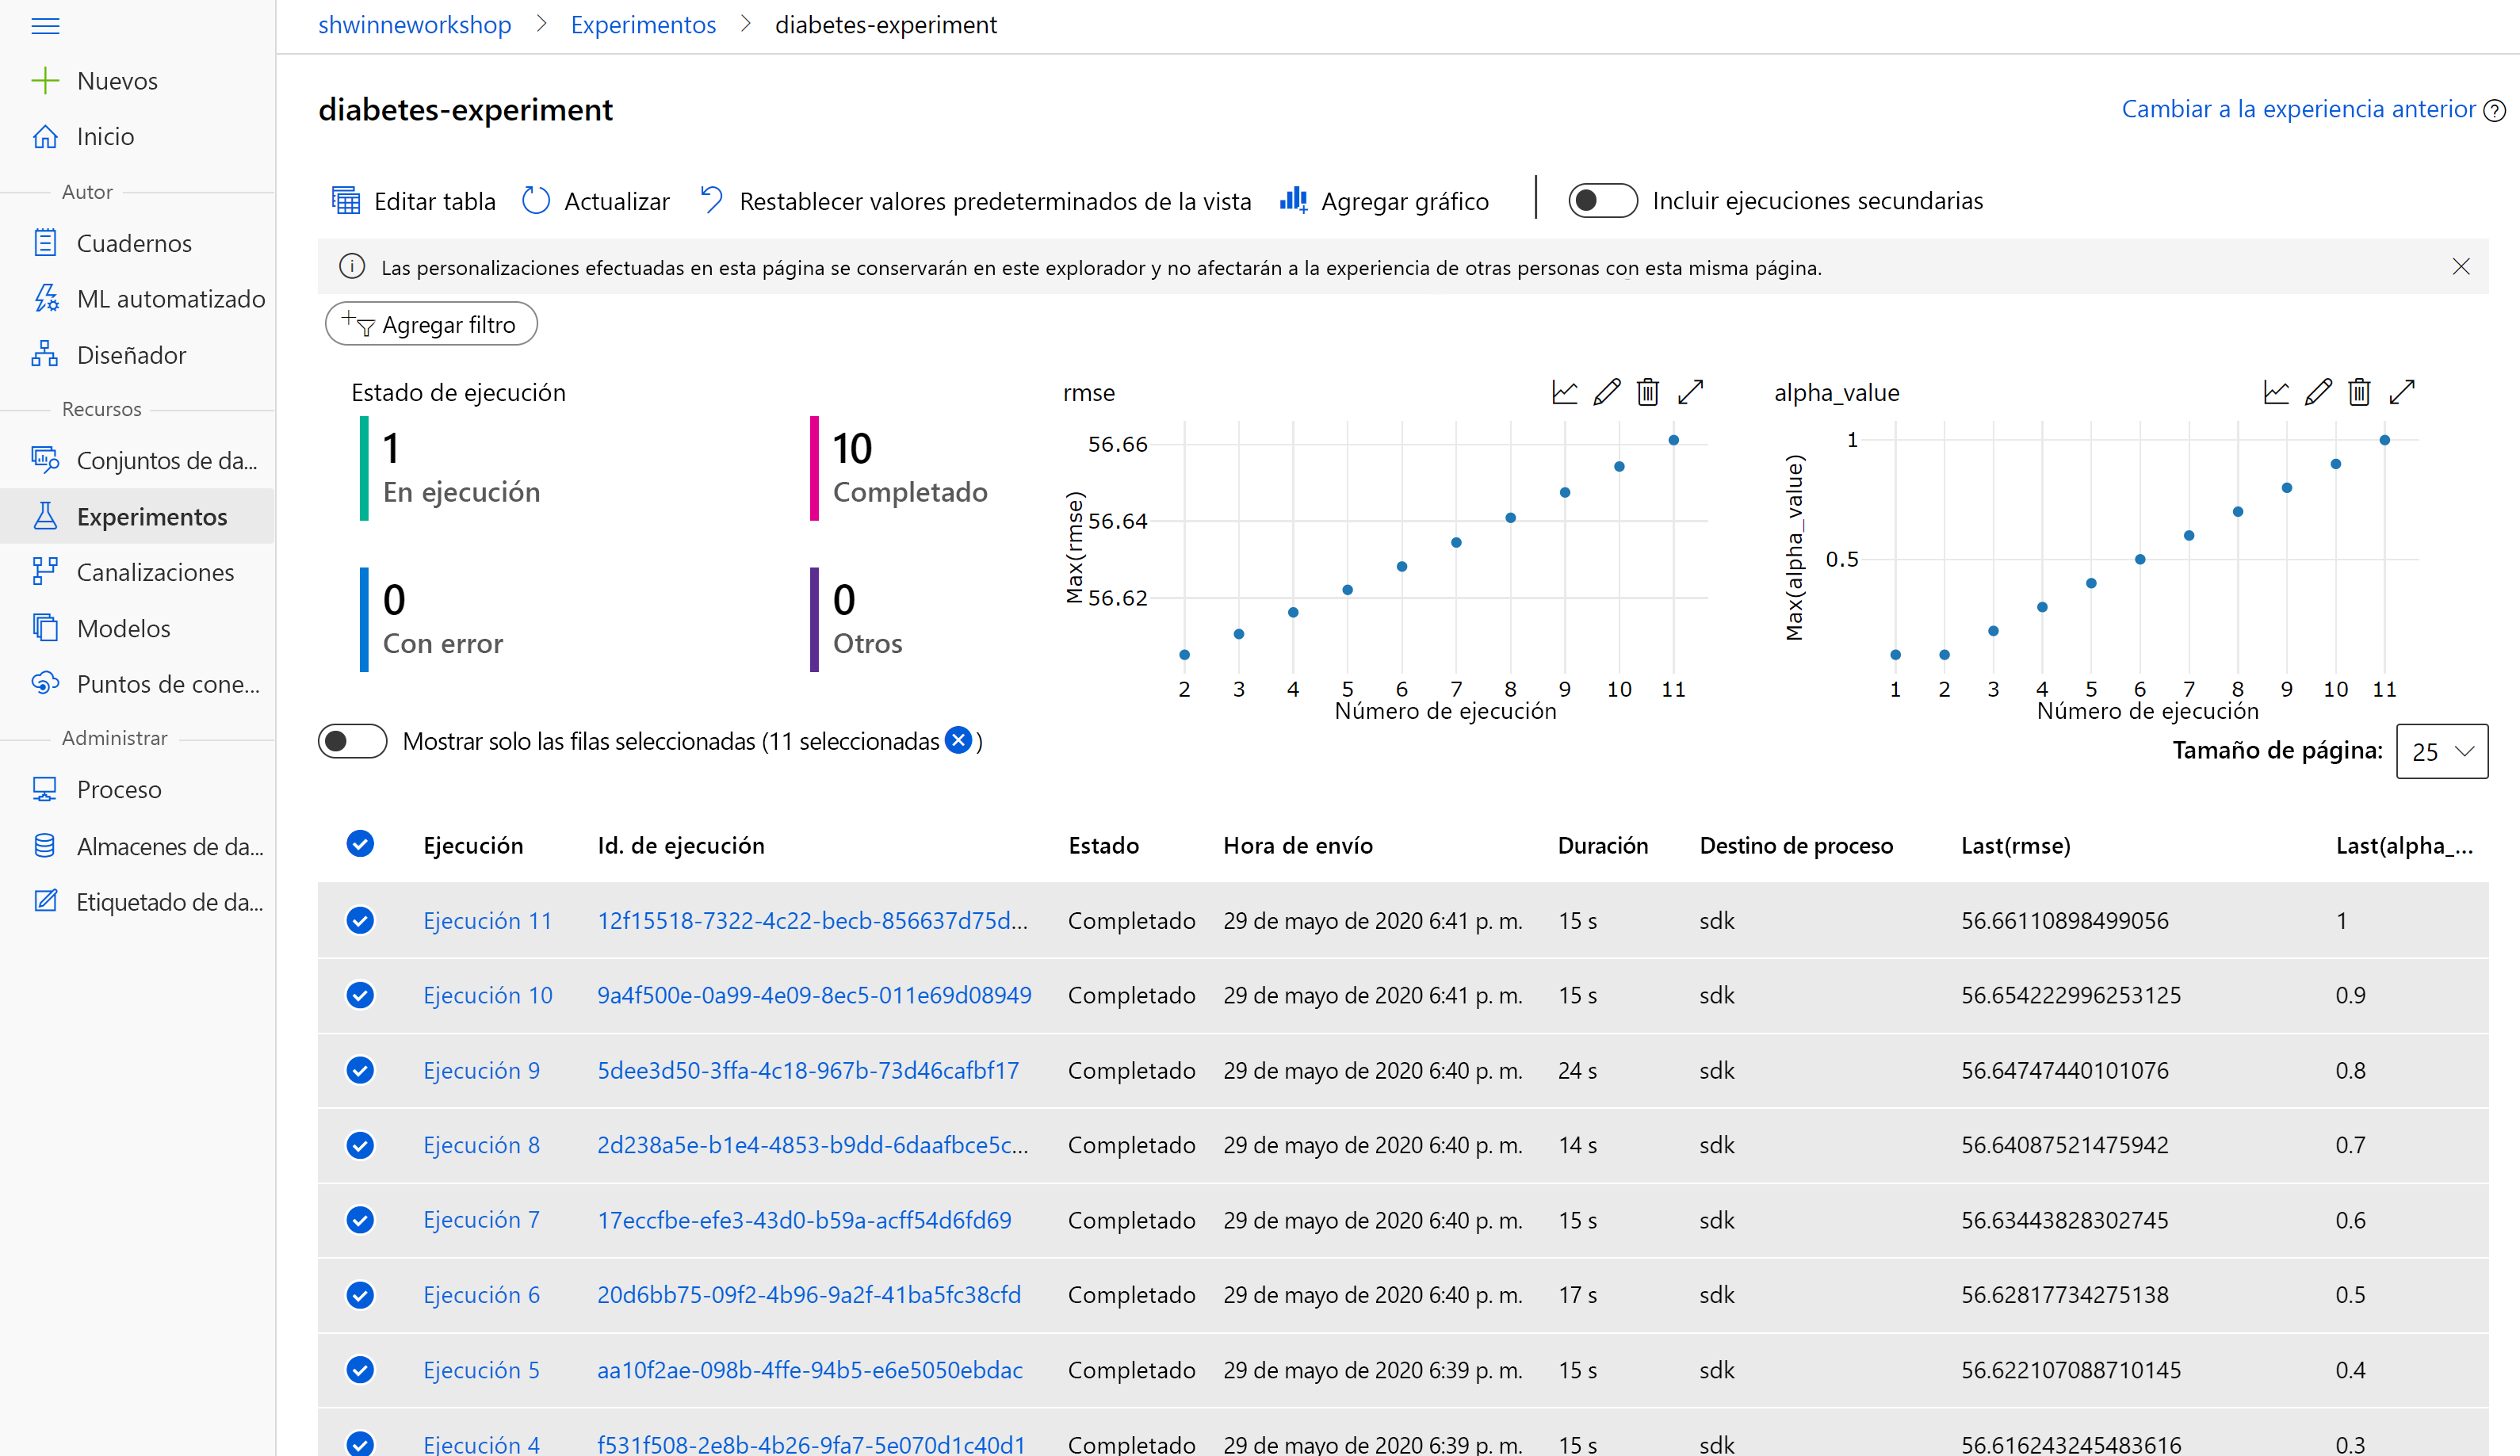 shwinneworkshop > Experimentos > diabetes-experiment
Nuevos
Inicio
Autor
Cuadernos
ML automatizado
Diseñador
Recursos
Conjuntos de da...
Experimentos
Canalizaciones
Modelos
Puntos de cone...
Administrar
Proceso
Almacenes de da...
Etiquetado de da...
diabetes-experiment
Cambiar a la experiencia anterior
Editar tabla Actualizar Restablecer valores predeterminados de la vista Agregar gráfico Incluir ejecuciones secundarias
Las personalizaciones efectuadas en esta página se conservarán en este explorador y no afectarán a la experiencia de otras personas con esta misma página.
Agregar filtro
Estado de ejecución
1
En ejecución
10
Completado
0
Con error
0
Otros
rmse
Max(rmse)
56.66
56.64
56.62
2 3 4 5 6 7 8 9 10 11
Número de ejecución
alpha_value
Max(alpha_value)
1
0.5
1 2 3 4 5 6 7 8 9 10 11
Número de ejecución
Mostrar solo las filas seleccionadas (11 seleccionadas )
Tamaño de página: 25
Ejecución Id. de ejecución Estado Hora de envío Duración Destino de proceso Last(rmse) Last(alpha_...
Ejecución 11 12f15518-7322-4c22-becb-856637d75d... Completado 29 de mayo de 2020 6:41 p. m. 15 s sdk 56.66110898499056 1
Ejecución 10 9a4f500e-0a99-4e09-8ec5-011e69d08949 Completado 29 de mayo de 2020 6:41 p. m. 15 s sdk 56.654222996253125 0.9
Ejecución 9 5dee3d50-3ffa-4c18-967b-73d46cafbf17 Completado 29 de mayo de 2020 6:40 p. m. 24 s sdk 56.64747440101076 0.8
Ejecución 8 2d238a5e-b1e4-4853-b9dd-6daafbce5c... Completado 29 de mayo de 2020 6:40 p. m. 14 s sdk 56.64087521475942 0.7
Ejecución 7 17eccfbe-efe3-43d0-b59a-acff54d6fd69 Completado 29 de mayo de 2020 6:40 p. m. 15 s sdk 56.63443828302745 0.6
Ejecución 6 20d6bb75-09f2-4b96-9a2f-41ba5fc38cfd Completado 29 de mayo de 2020 6:40 p. m. 17 s sdk 56.62817734275138 0.5
Ejecución 5 aa10f2ae-098b-4ffe-94b5-e6e5050ebdac Completado 29 de mayo de 2020 6:39 p. m. 15 s sdk 56.622107088710145 0.4
Ejecución 4 f531f508-2e8b-4b26-9fa7-5e070d1c40d1 Completado 29 de mayo de 2020 6:39 p. m. 15 s sdk 56.616243245483616 0.3